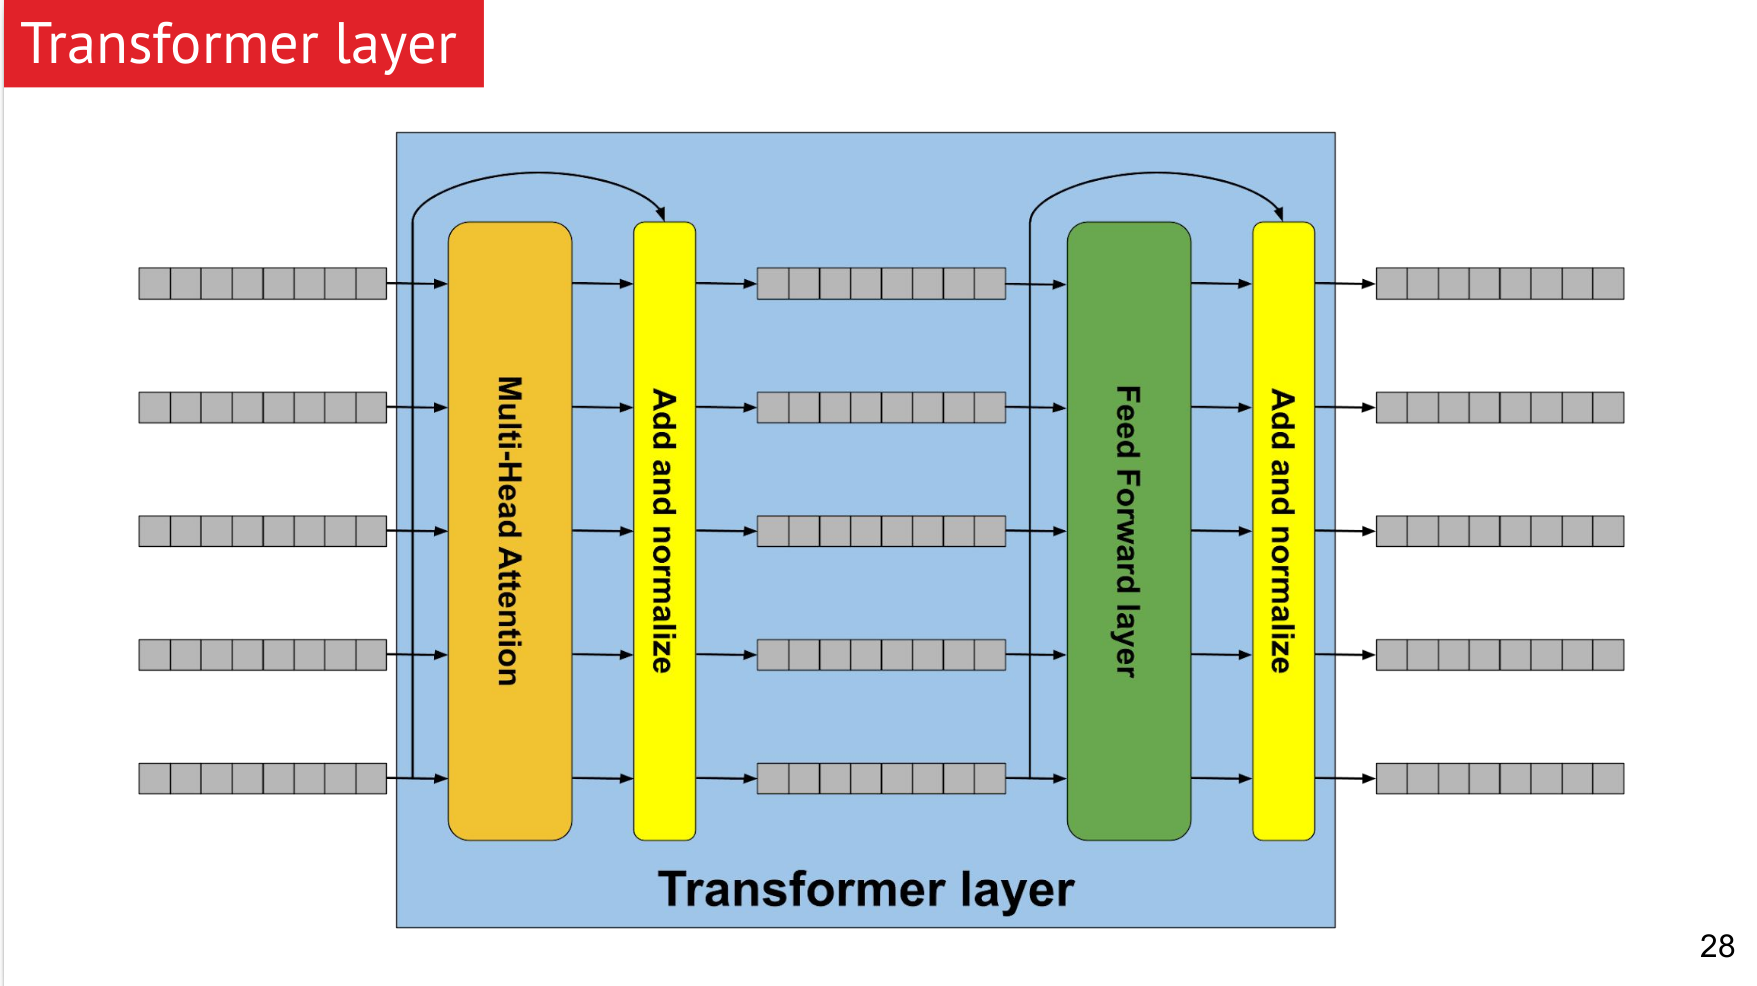 Transformer layer
Multi-Head Attention
Add and normalize
Feed Forward layer
Add and normalize
Transformer layer
28